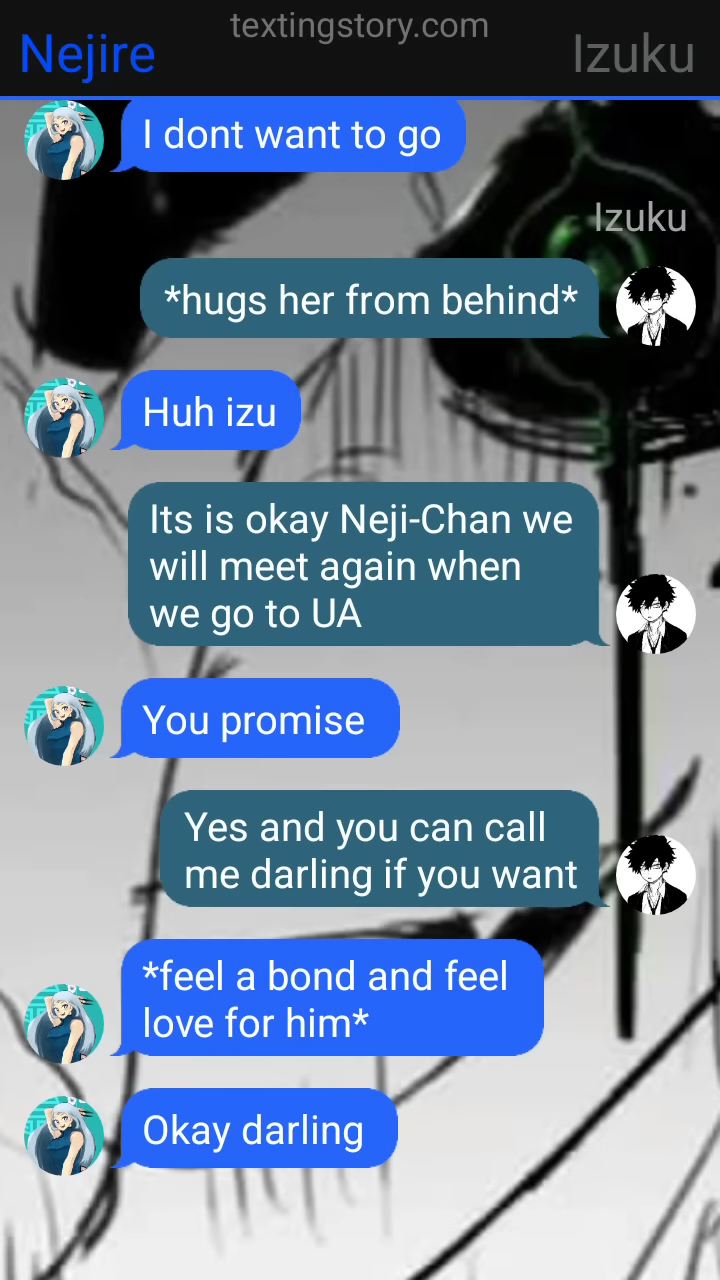 textingstory.com
Nejire
Izuku
I dont want to go
Izuku
*hugs her from behind*
Huh izu
Its is okay Neji-Chan we
will meet again when
we go to UA
You promise
Yes and you can call
me darling if you want
*feel a bond and feel
love for him*
Okay darling